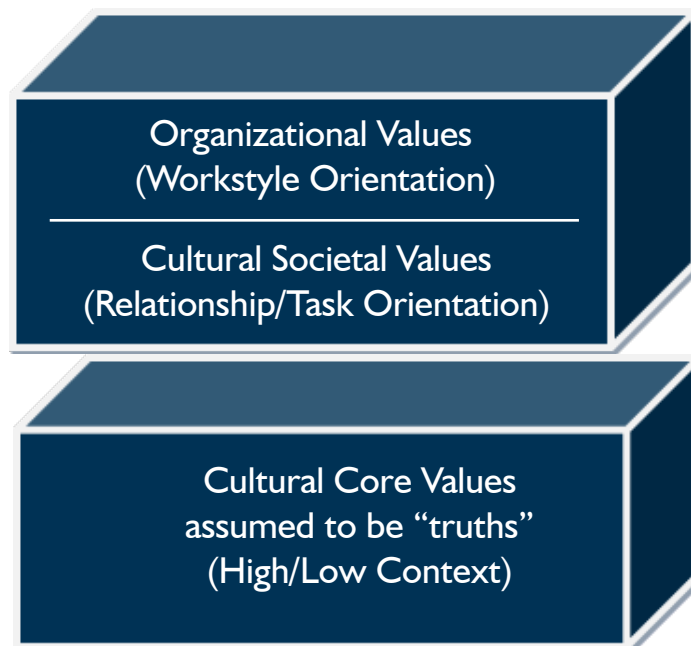 Organizational Values
(Workstyle Orientation)
Cultural Societal Values
(Relationship/Task Orientation)
Cultural Core Values
assumed to be “truths”
(High/Low Context)